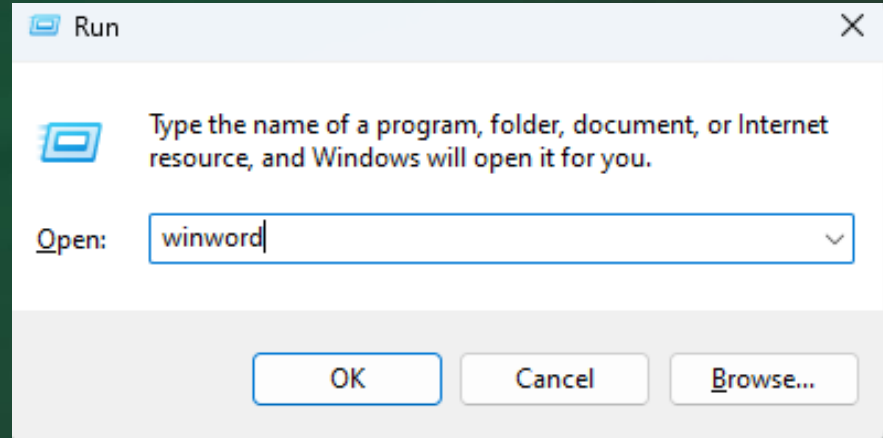 Run
Type the name of a program, folder, document, or Internet
resource, and Windows will open it for you.
Open: winword
OK Cancel Browse...